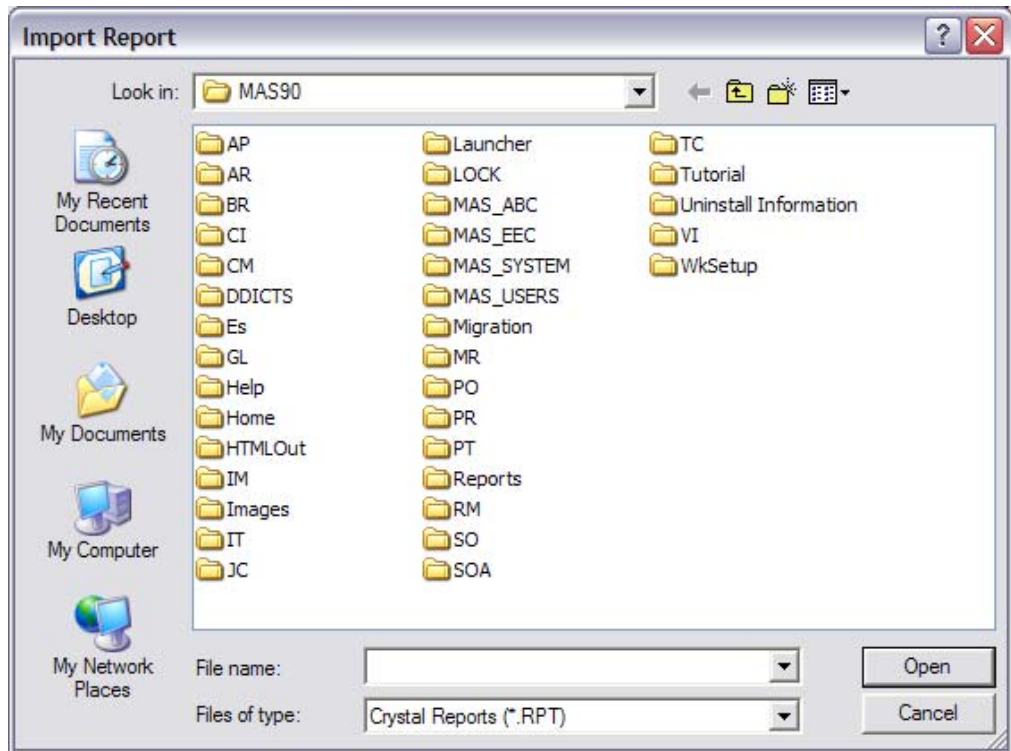 Import Report
Look in: MAS90
My Recent Documents
Desktop
My Documents
My Computer
My Network Places
AP
AR
BR
CI
CM
DDICTS
Es
GL
Help
Home
HTMLOut
IM
Images
IT
JC
Launcher
LOCK
MAS_ABC
MAS_EEC
MAS_SYSTEM
MAS_USERS
Migration
MR
PO
PR
PT
Reports
RM
SO
SOA
TC
Tutorial
Uninstall Information
VI
WkSetup
File name:
Open
Files of type: Crystal Reports (*.RPT)
Cancel